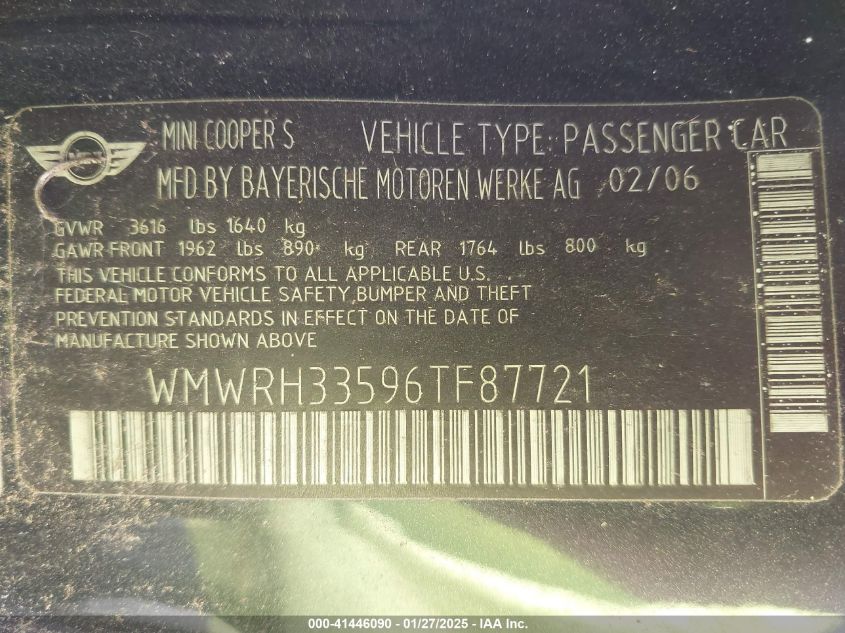 MINI COOPER S VEHICLE TYPE: PASSENGER CAR
MFD BY BAYERISCHE MOTOREN WERKE AG 02/06
GVWR 3616 lbs 1640 kg
GAWR FRONT 1962 lbs 890 kg REAR 1764 lbs 800 kg
THIS VEHICLE CONFORMS TO ALL APPLICABLE U.S.
FEDERAL MOTOR VEHICLE SAFETY,BUMPER AND THEFT
PREVENTION STANDARDS IN EFFECT ON THE DATE OF
MANUFACTURE SHOWN ABOVE
WMWRH33596TF87721
000-41446090 - 01/27/2025 - IAA Inc.